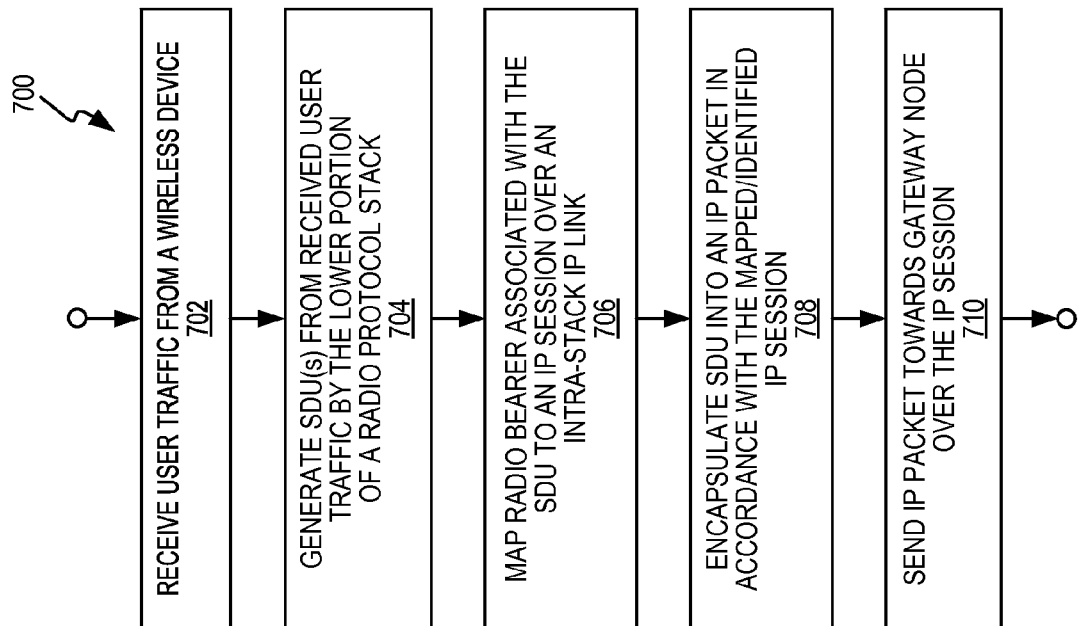 700
RECEIVE USER TRAFFIC FROM A WIRELESS DEVICE
702
GENERATE SDU(s) FROM RECEIVED USER
TRAFFIC BY THE LOWER PORTION
OF A RADIO PROTOCOL STACK
704
MAP RADIO BEARER ASSOCIATED WITH THE
SDU TO AN IP SESSION OVER AN
INTRA-STACK IP LINK
706
ENCAPSULATE SDU INTO AN IP PACKET IN
ACCORDANCE WITH THE MAPPED/IDENTIFIED
IP SESSION
708
SEND IP PACKET TOWARDS GATEWAY NODE
OVER THE IP SESSION
710